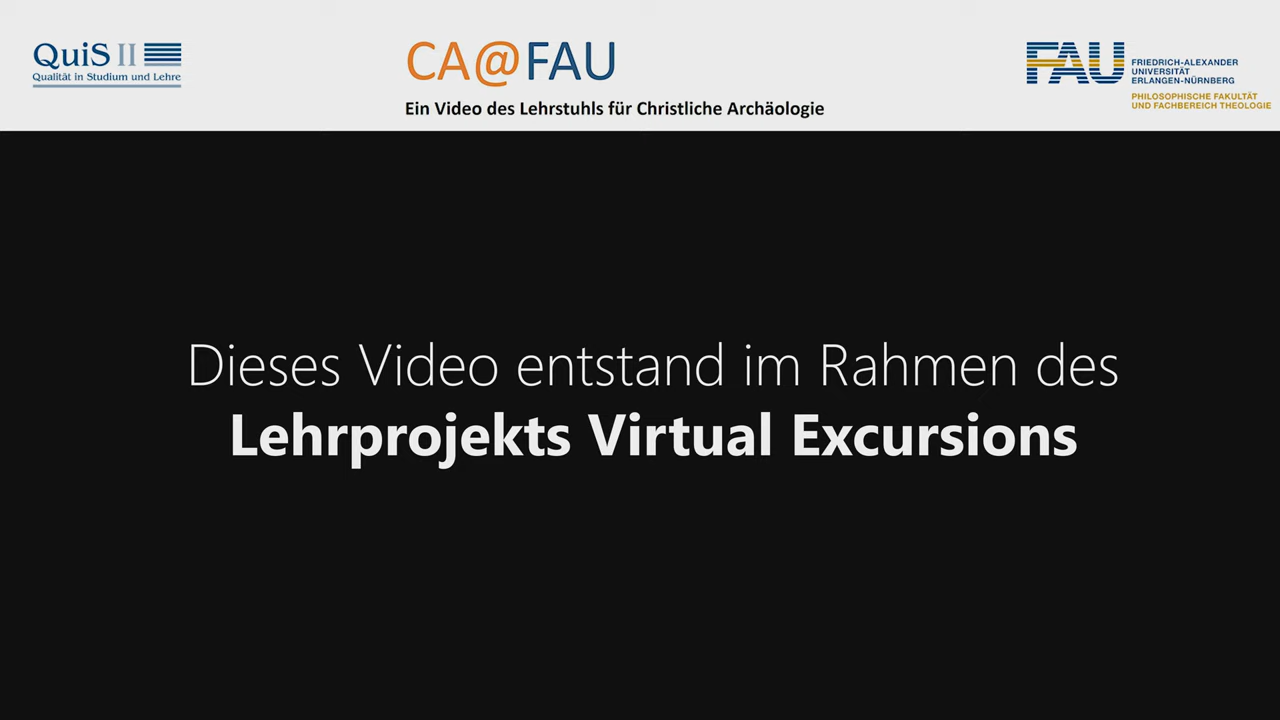 QuiS II
Qualität in Studium und Lehre
CA@FAU
Ein Video des Lehrstuhls für Christliche Archäologie
FAU
FRIEDRICH-ALEXANDER
UNIVERSITÄT
ERLANGEN-NÜRNBERG
PHILOSOPHISCHE FAKULTÄT
UND FACHBEREICH THEOLOGIE
Dieses Video entstand im Rahmen des
Lehrprojekts Virtual Excursions